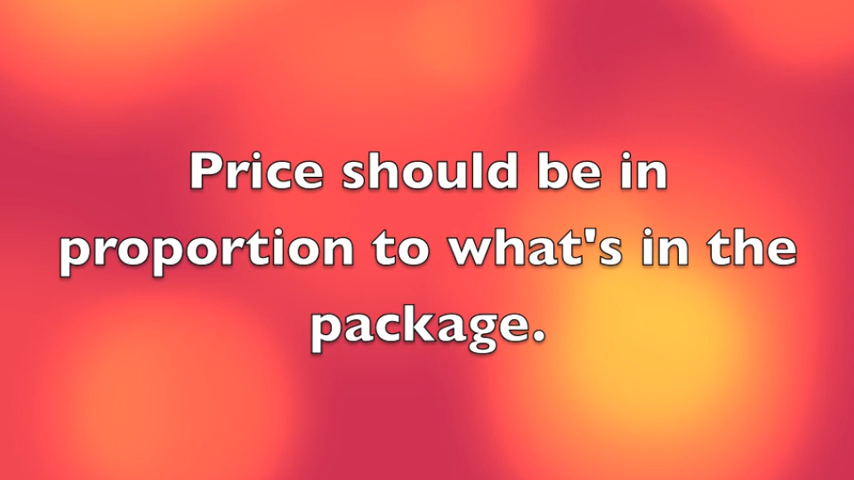 Price should be in
proportion to what's in the
package.